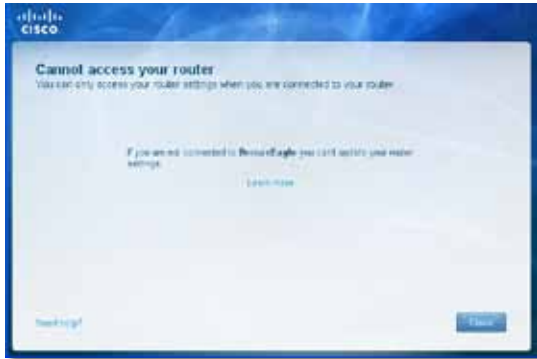 CISCO
Cannot access your router
You can only access your router settings when you are connected to your router.
If you are not connected to you can't update your router
settings.
Learn more
Need help?
Close